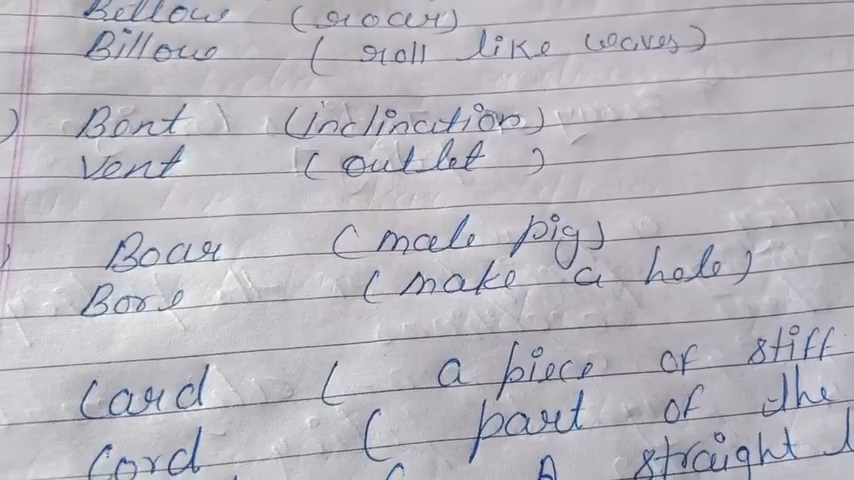 Bellow (roar)
Billow ( roll like waves)
) Bent (inclination)
Vent ( outlet )
) Boar ( male pig)
Bore ( make a hole)
Card ( a piece of stiff
Cord ( part of the
( A straight